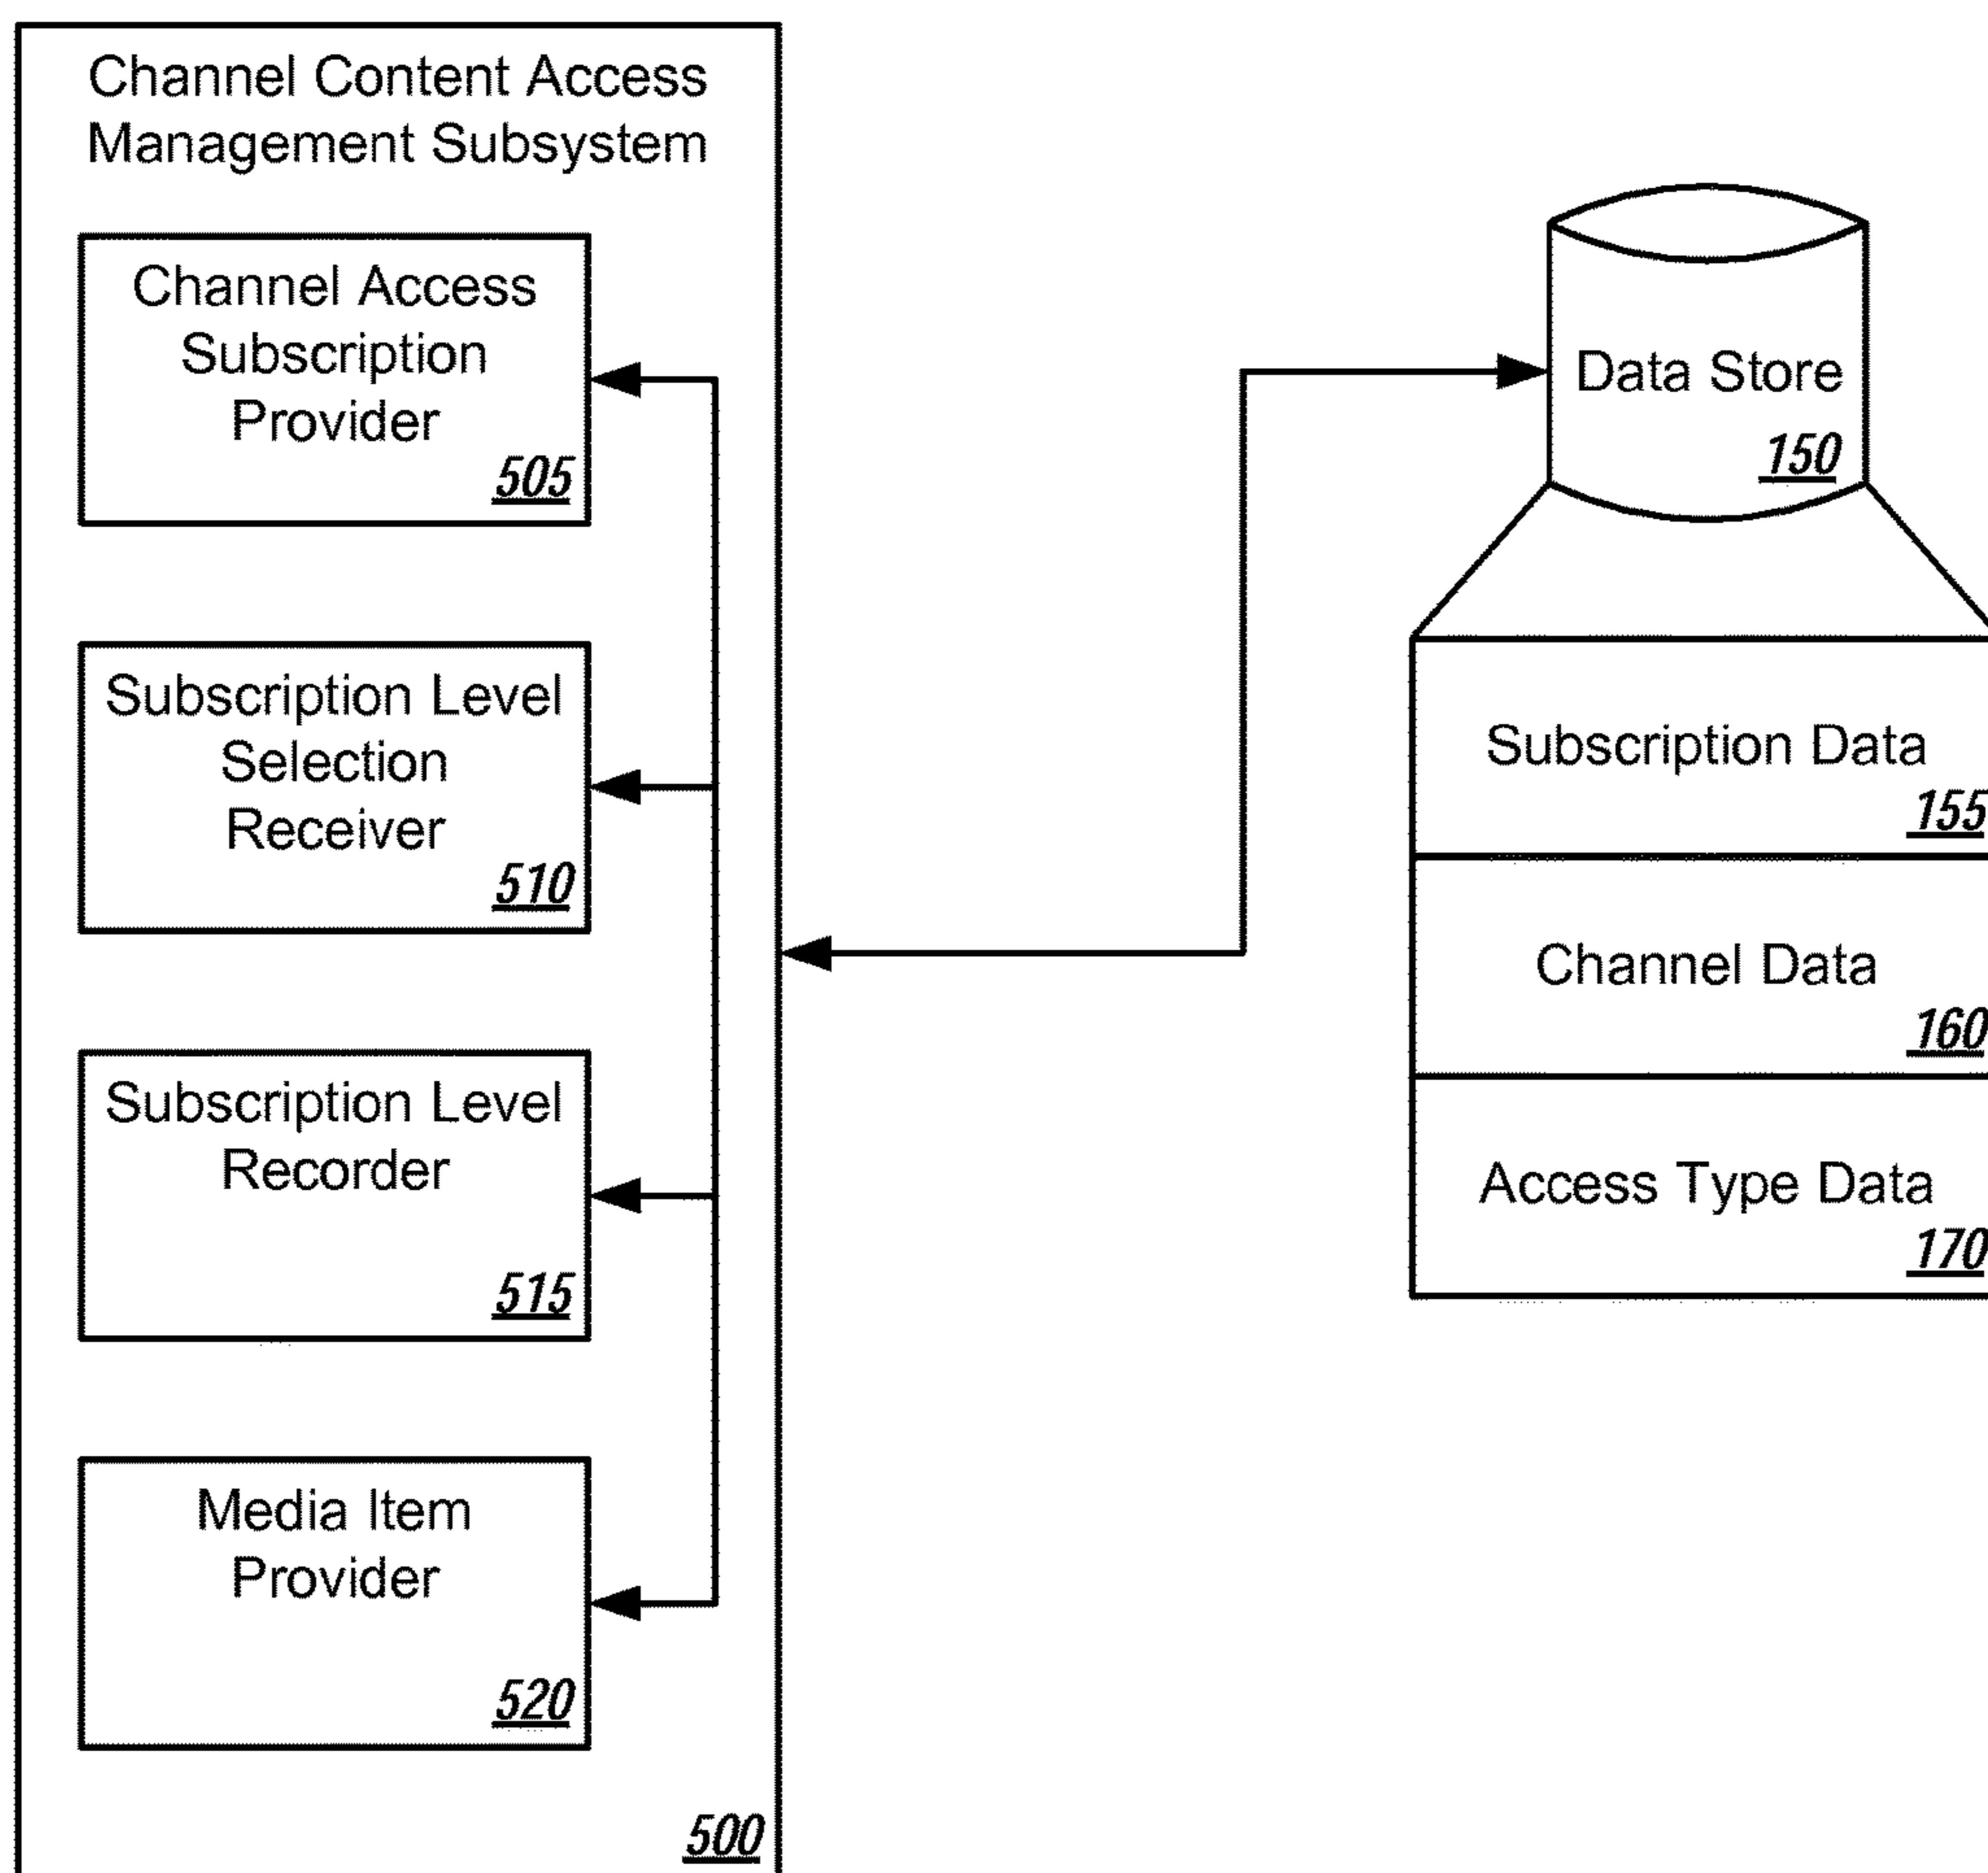 Channel Content Access
Management Subsystem
Channel Access
Subscription
Provider
505
Subscription Level
Selection
Receiver
510
Subscription Level
Recorder
515
Media Item
Provider
520
500
Data Store
150
Subscription Data
155
Channel Data
160
Access Type Data
170